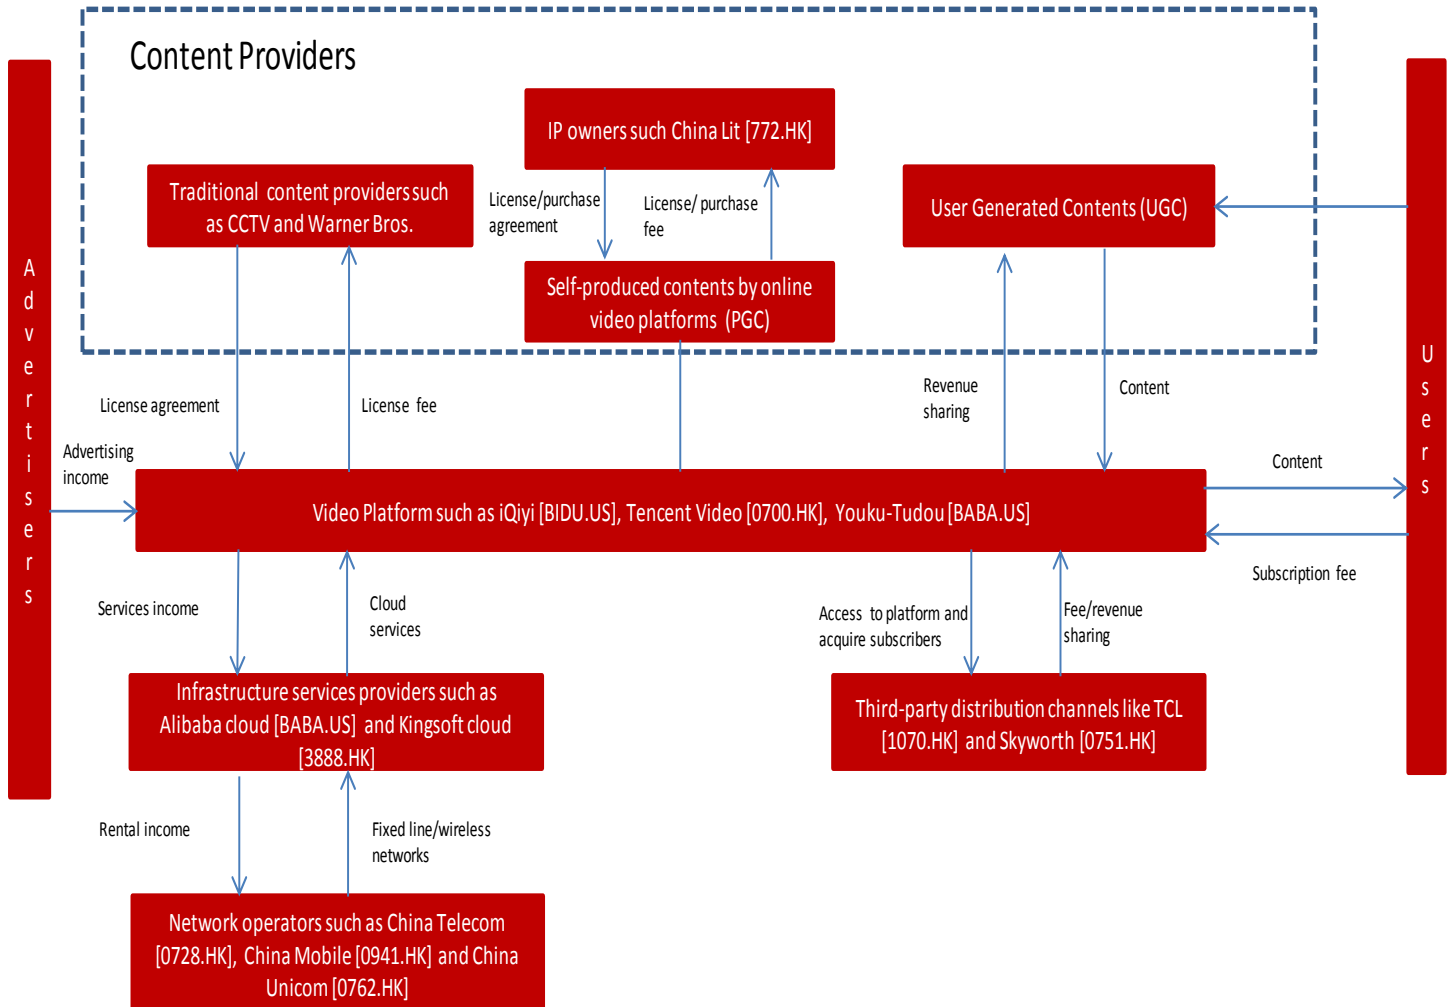 Content Providers
IP owners such China Lit [772.HK]
Traditional content providers such
as CCTV and Warner Bros.
License/purchase
agreement
License/ purchase
fee
User Generated Contents (UGC)
Self-produced contents by online
video platforms (PGC)
Advertisers
Users
License agreement
License fee
Revenue
sharing
Content
Advertising
income
Video Platform such as iQiyi [BIDU.US], Tencent Video [0700.HK], Youku-Tudou [BABA.US]
Content
Subscription fee
Services income
Cloud
services
Access to platform and
acquire subscribers
Fee/revenue
sharing
Infrastructure services providers such as
Alibaba cloud [BABA.US] and Kingsoft cloud
[3888.HK]
Third-party distribution channels like TCL
[1070.HK] and Skyworth [0751.HK]
Rental income
Fixed line/wireless
networks
Network operators such as China Telecom
[0728.HK], China Mobile [0941.HK] and China
Unicom [0762.HK]